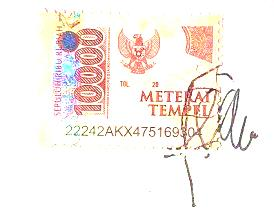 SEPULUH RIBU RUPIAH
10000
TGL. 20
METERAI
TEMPEL
22242AKX475169304